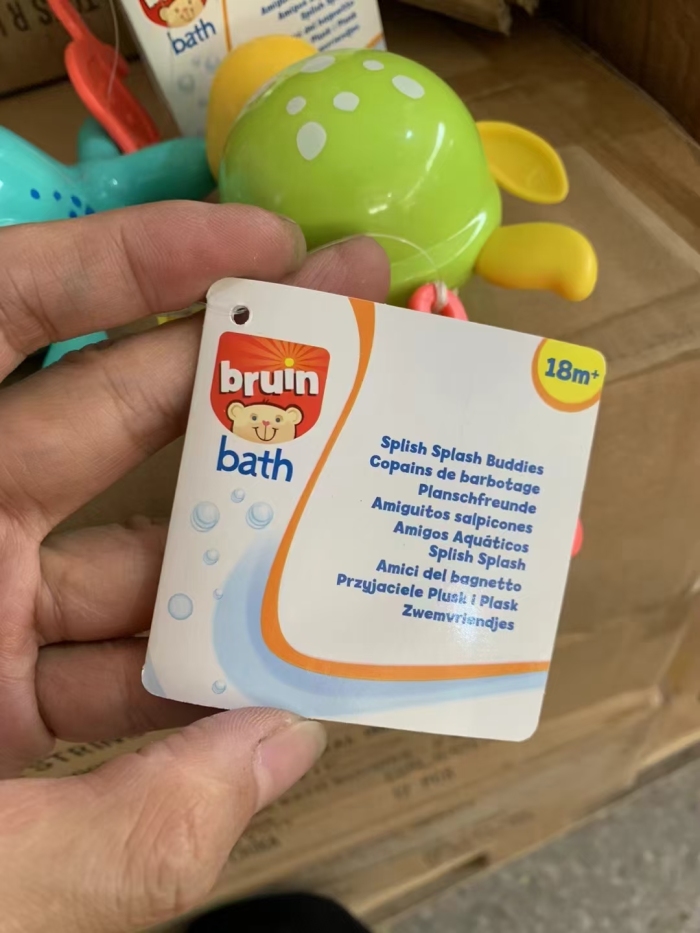 bath
bruin
bath
18m+
Splish Splash Buddies
Copains de barbotage
Planschfreunde
Amiguitos salpicones
Amigos Aquáticos
Splish Splash
Amici del bagnetto
Przyjaciele Plusk i Plask
Zwemvriendjes